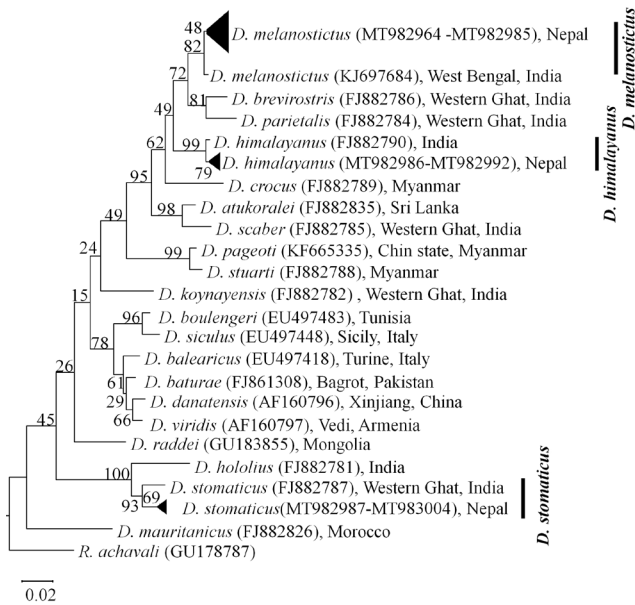 48
D. melanostictus (MT982964 -MT982985), Nepal
82
D. melanostictus (KJ697684), West Bengal, India
72
D. brevirostris (FJ882786), Western Ghat, India
81
D. parietalis (FJ882784), Western Ghat, India
49
D. himalayanus (FJ882790), India
99
62
D. himalayanus (MT982986-MT982992), Nepal
79
D. crocus (FJ882789), Myanmar
95
D. atukoralei (FJ882835), Sri Lanka
98
D. scaber (FJ882785), Western Ghat, India
49
D. pageoti (KF665335), Chin state, Myanmar
99
24
D. stuarti (FJ882788), Myanmar
D. koynayensis (FJ882782) , Western Ghat, India
15
D. boulengeri (EU497483), Tunisia
96
D. siculus (EU497448), Sicily, Italy
78
D. balearicus (EU497418), Turine, Italy
26
D. baturae (FJ861308), Bagrot, Pakistan
61
D. danatensis (AF160796), Xinjiang, China
29
D. viridis (AF160797), Vedi, Armenia
66
45
D. raddei (GU183855), Mongolia
D. hololius (FJ882781), India
100
D. stomaticus (FJ882787), Western Ghat, India
69
D. stomaticus(MT982987-MT983004), Nepal
93
D. mauritanicus (FJ882826), Morocco
R. achavali (GU178787)
0.02
D. melanostictus
D. himalayanus
D. stomaticus